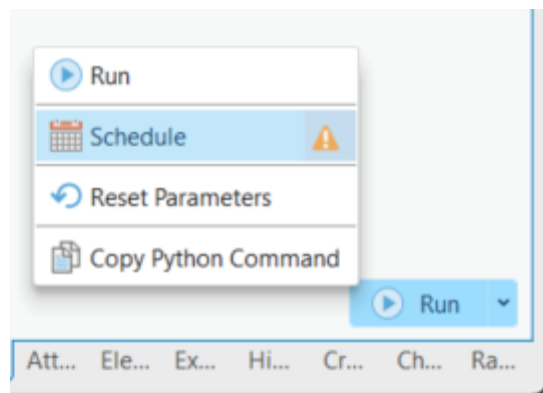 Run
Schedule
Reset Parameters
Copy Python Command
Run
Att... Ele... Ex... Hi... Cr... Ch... Ra...